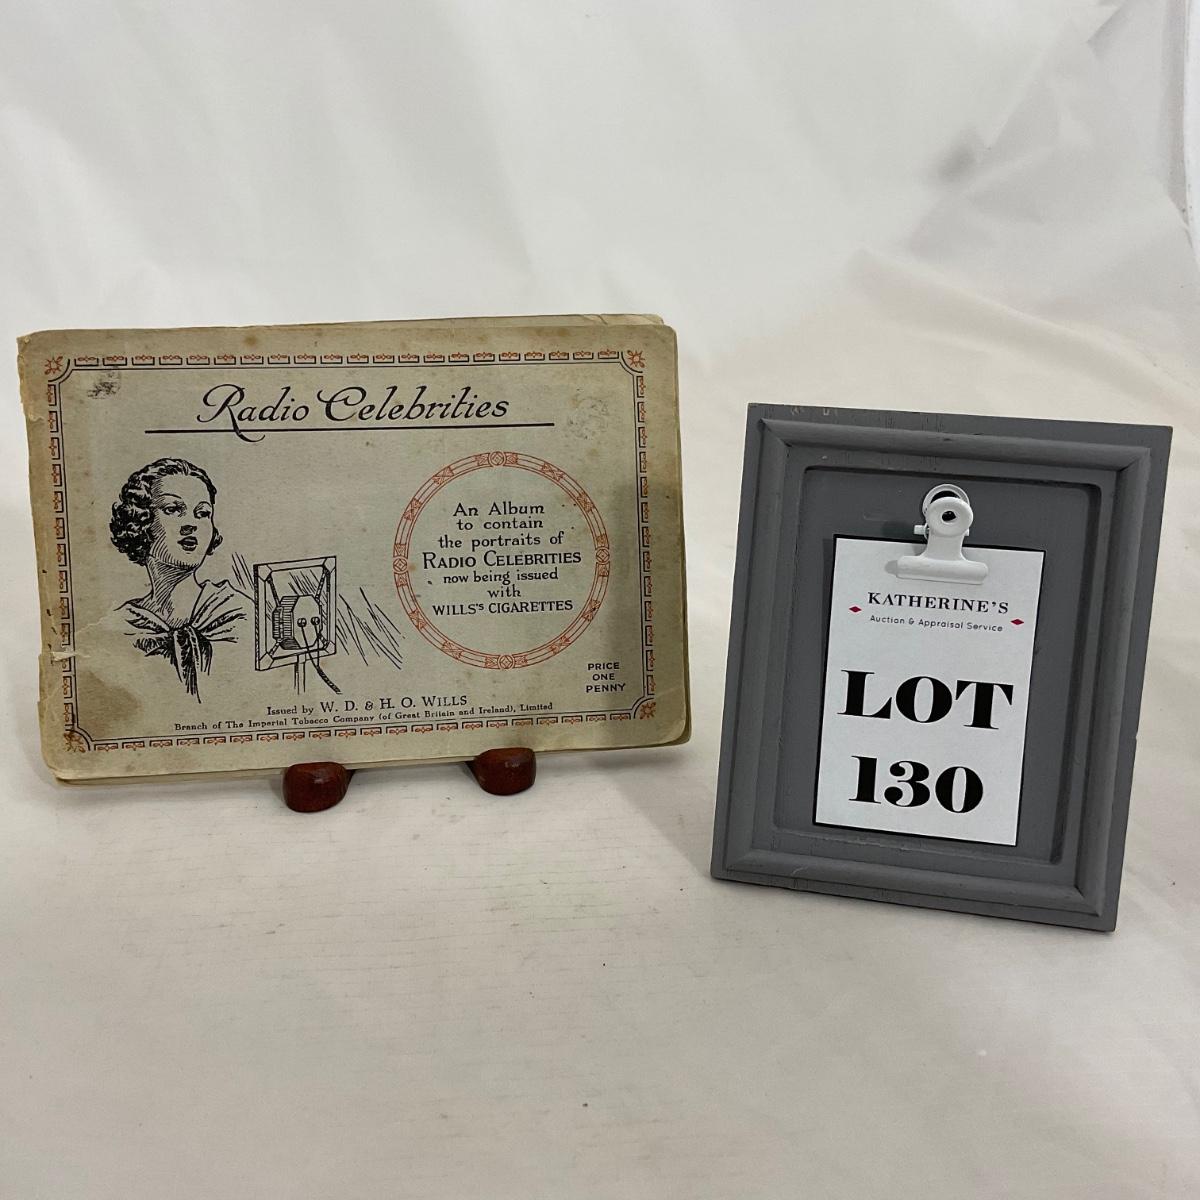 Radio Celebrities
An Album
to contain
the portraits of
RADIO CELEBRITIES
now being issued
with
WILLS'S CIGARETTES
PRICE
ONE
PENNY
Issued by W. D. & H. O. WILLS
Branch of The Imperial Tobacco Company (of Great Britain and Ireland), Limited
KATHERINE'S
Auction & Appraisal Service
LOT
130